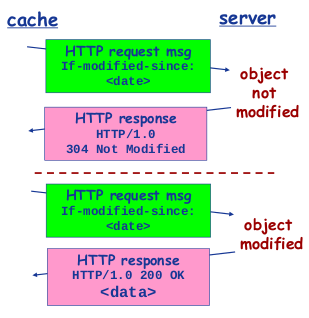 cache
server
HTTP request msg
If-modified-since:
<date>
object
not
modified
HTTP response
HTTP/1.0
304 Not Modified
HTTP request msg
If-modified-since:
<date>
object
modified
HTTP response
HTTP/1.0 200 OK
<data>